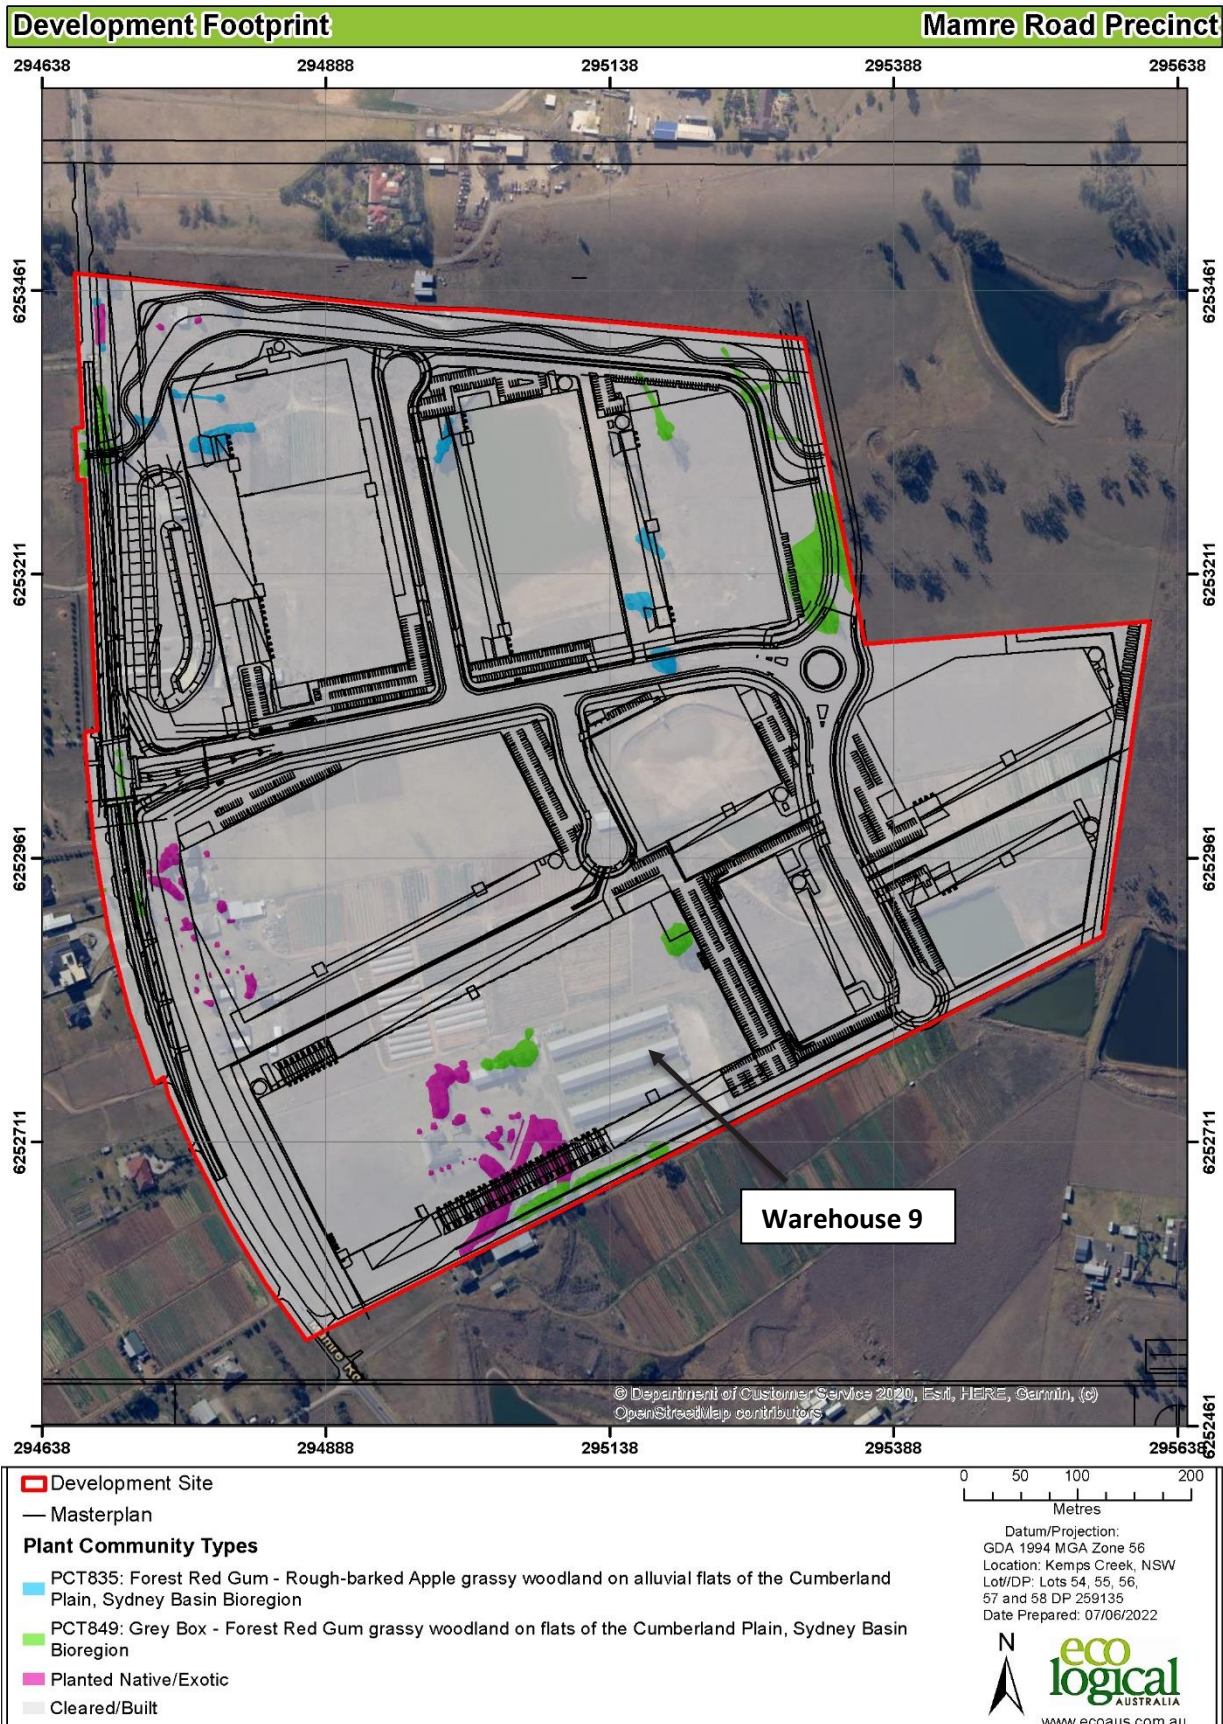 Development Footprint
Mamre Road Precinct
294638
294888
295138
295388
295638
6253461
6253461
6253211
6253211
6252961
6252961
6252711
6252711
Warehouse 9
© Department of Customer Service 2020, Esri, HERE, Garmin, (c)
OpenStreetMap contributors
6252461
294638
294888
295138
295388
295638
Development Site
Masterplan
Plant Community Types
PCT835: Forest Red Gum - Rough-barked Apple grassy woodland on alluvial flats of the Cumberland
Plain, Sydney Basin Bioregion
PCT849: Grey Box - Forest Red Gum grassy woodland on flats of the Cumberland Plain, Sydney Basin
Bioregion
Planted Native/Exotic
Cleared/Built
0 50 100 200
Metres
Datum/Projection:
GDA 1994 MGA Zone 56
Location: Kemps Creek, NSW
Lot//DP: Lots 54, 55, 56,
57 and 58 DP 259135
Date Prepared: 07/06/2022
N
eco
logical
AUSTRALIA
www.ecoaus.com.au